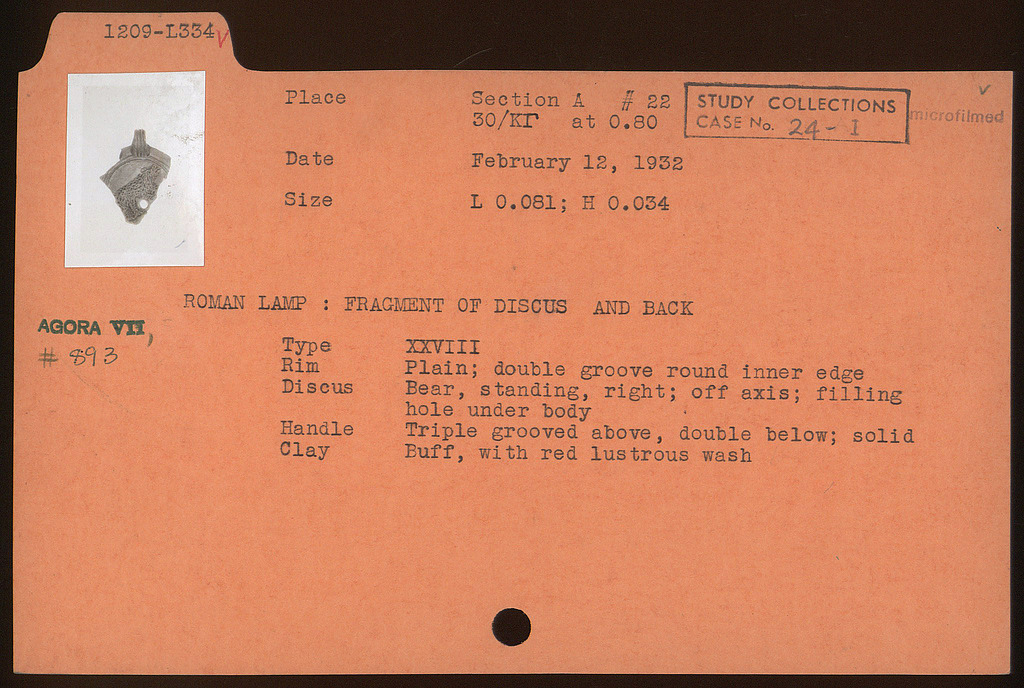 1209-L334
Place Section A # 22
30/ΚΓ at 0.80
STUDY COLLECTIONS
CASE No. 24-I
microfilmed
Date February 12, 1932
Size L 0.081; H 0.034
ROMAN LAMP : FRAGMENT OF DISCUS AND BACK
AGORA VII,
# 893
Type XXVIII
Rim Plain; double groove round inner edge
Discus Bear, standing, right; off axis; filling
hole under body
Handle Triple grooved above, double below; solid
Clay Buff, with red lustrous wash